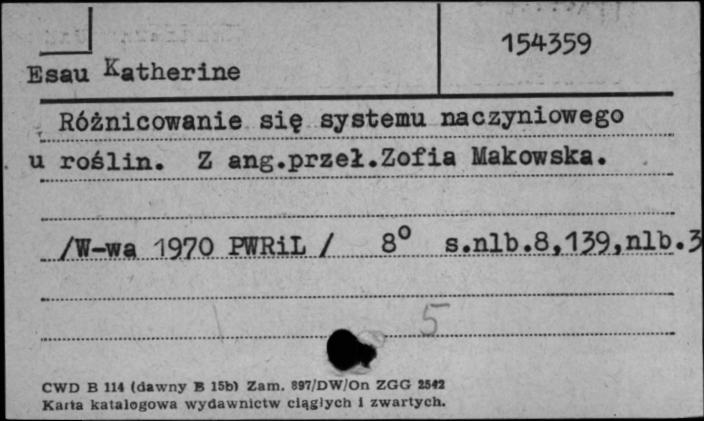 154359
Esau Katherine
Różnicowanie się systemu naczyniowego
u roślin. Z ang.przeł.Zofia Makowska.
/W-wa 1970 PWRiL / 8° s.nlb.8,139,nlb.3
5
CWD B 114 (dawny B 15b) Zam. 897/DW/On ZGG 2542
Karta katalogowa wydawnictw ciągłych i zwartych.